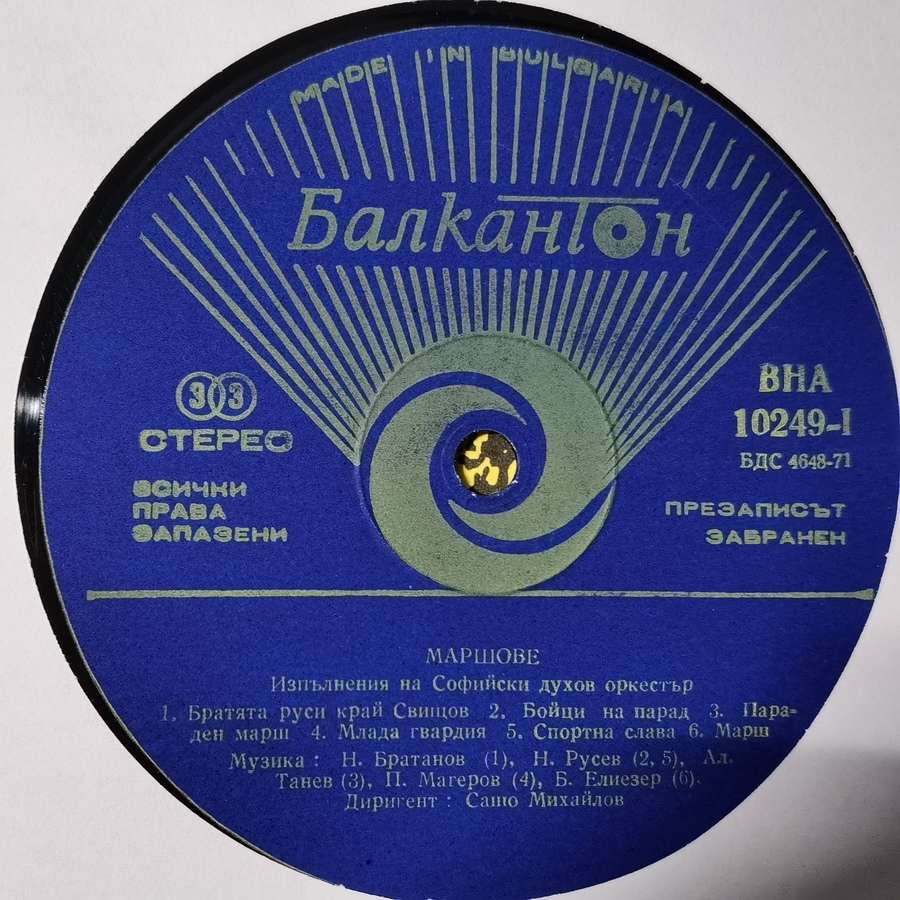 MADE IN BULGARIA
Балкантон
33
СТЕРЕО
ВСИЧКИ
ПРАВА
ЗАПАЗЕНИ
ВНА
10249-I
БДС 4648-71
ПРЕЗАПИСЪТ
ЗАБРАНЕН
МАРШОВЕ
Изпълнения на Софийски духов оркестър
1. Братята руси край Свищов 2. Бойци на парад 3. Пара-
ден марш 4. Млада гвардия 5. Спортна слава 6. Марш
Музика : Н. Братанов (1), Н. Русев (2, 5), Ал.
Танев (3), П. Магеров (4), Б. Елиезер (6).
Диригент : Сашо Михайлов